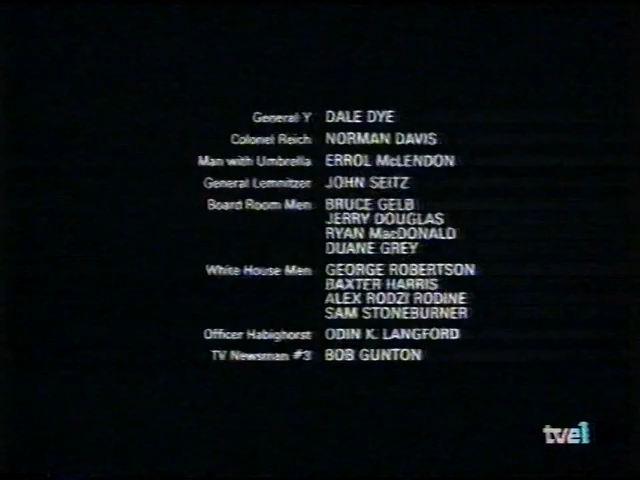 General Y DALE DYE
Colonel Reich NORMAN DAVIS
Man with Umbrella ERROL McLENDON
General Lemnitzer JOHN SEITZ
Board Room Men BRUCE GELB
JERRY DOUGLAS
RYAN MacDONALD
DUANE GREY
White House Men GEORGE ROBERTSON
BAXTER HARRIS
ALEX RODZI RODINE
SAM STONEBURNER
Officer Habighorst ODIN K. LANGFORD
TV Newsman #3 BOB GUNTON
tve1